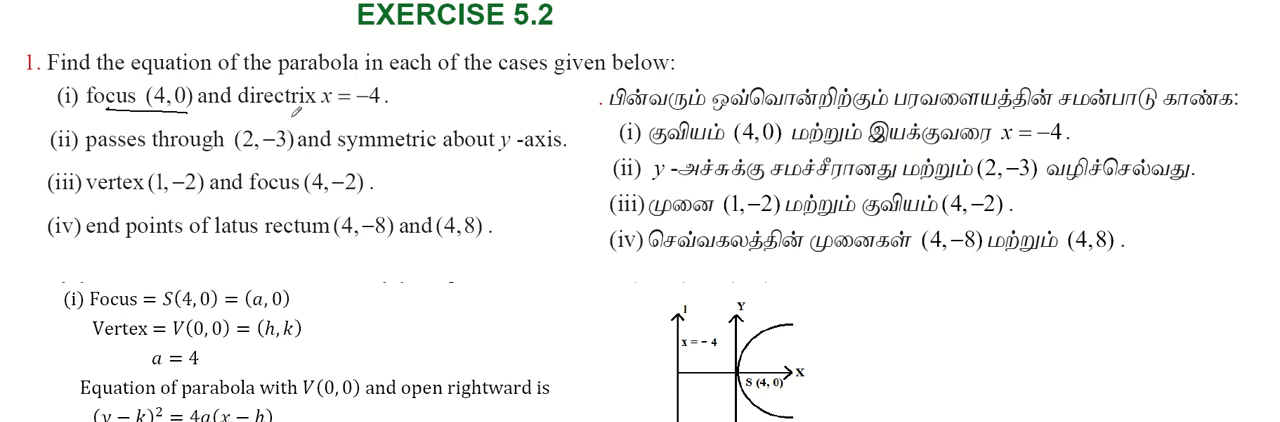 EXERCISE 5.2
1. Find the equation of the parabola in each of the cases given below:
(i) focus (4,0) and directrix x = −4.
(ii) passes through (2,−3) and symmetric about y -axis.
(iii) vertex (1,−2) and focus (4,−2).
(iv) end points of latus rectum (4,−8) and (4,8).
. பின்வரும் ஒவ்வொன்றிற்கும் பரவளையத்தின் சமன்பாடு காண்க:
(i) குவியம் (4,0) மற்றும் இயக்குவரை x = −4.
(ii) y -அச்சுக்கு சமச்சீரானது மற்றும் (2,−3) வழிச்செல்வது.
(iii) முனை (1,−2) மற்றும் குவியம் (4,−2).
(iv) செவ்வகலத்தின் முனைகள் (4,−8) மற்றும் (4,8).
(i) Focus = S(4,0) = (a,0)
Vertex = V(0,0) = (h,k)
a = 4
Equation of parabola with V(0,0) and open rightward is
(y − k)² = 4a(x − h)
l
Y
x = - 4
X
S (4, 0)